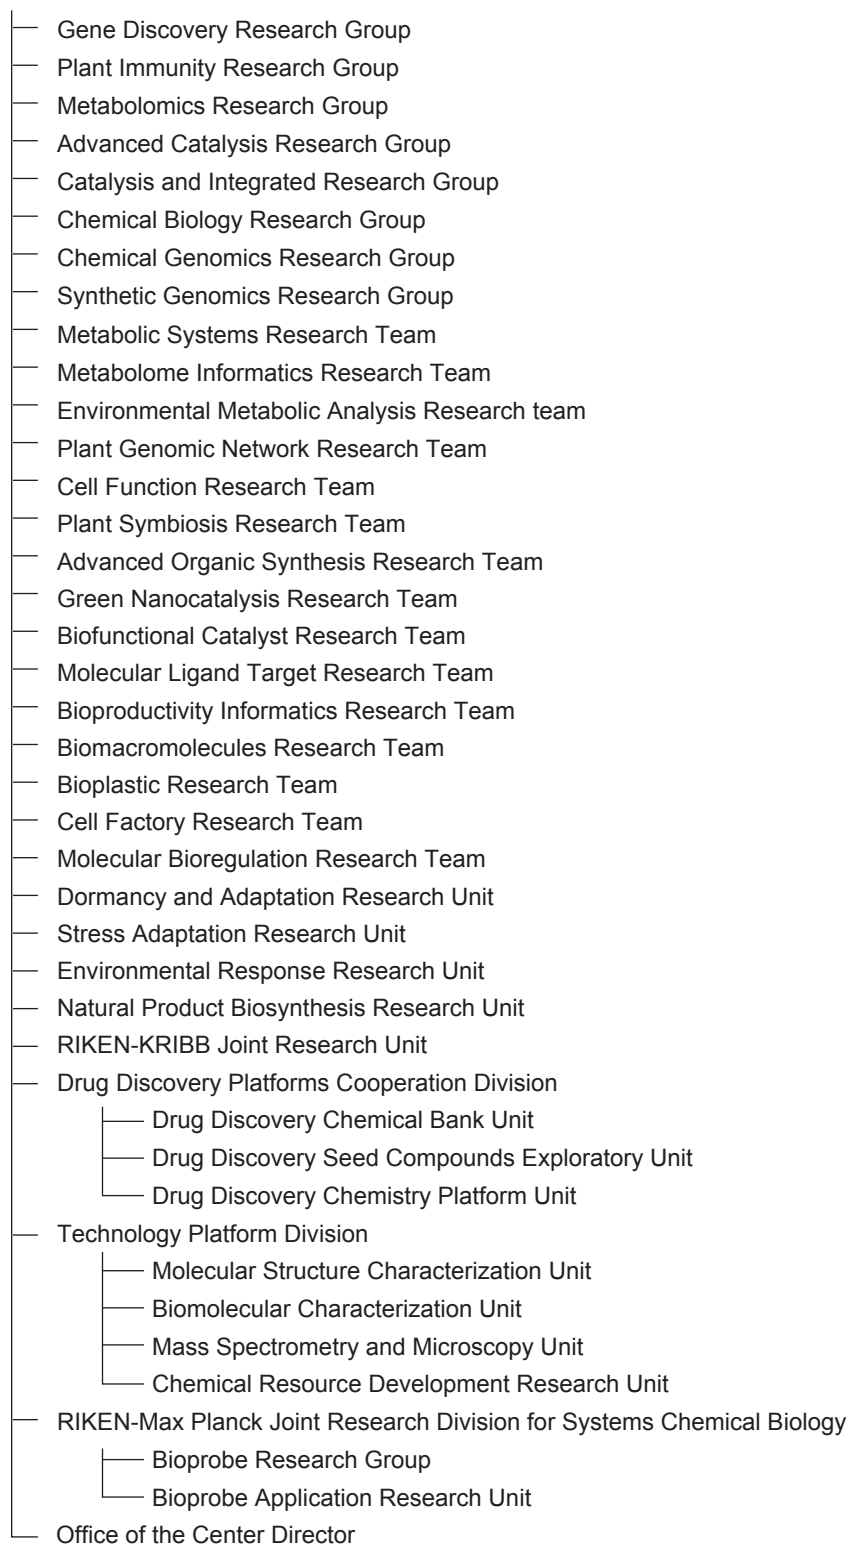 Gene Discovery Research Group
Plant Immunity Research Group
Metabolomics Research Group
Advanced Catalysis Research Group
Catalysis and Integrated Research Group
Chemical Biology Research Group
Chemical Genomics Research Group
Synthetic Genomics Research Group
Metabolic Systems Research Team
Metabolome Informatics Research Team
Environmental Metabolic Analysis Research team
Plant Genomic Network Research Team
Cell Function Research Team
Plant Symbiosis Research Team
Advanced Organic Synthesis Research Team
Green Nanocatalysis Research Team
Biofunctional Catalyst Research Team
Molecular Ligand Target Research Team
Bioproductivity Informatics Research Team
Biomacromolecules Research Team
Bioplastic Research Team
Cell Factory Research Team
Molecular Bioregulation Research Team
Dormancy and Adaptation Research Unit
Stress Adaptation Research Unit
Environmental Response Research Unit
Natural Product Biosynthesis Research Unit
RIKEN-KRIBB Joint Research Unit
Drug Discovery Platforms Cooperation Division
Drug Discovery Chemical Bank Unit
Drug Discovery Seed Compounds Exploratory Unit
Drug Discovery Chemistry Platform Unit
Technology Platform Division
Molecular Structure Characterization Unit
Biomolecular Characterization Unit
Mass Spectrometry and Microscopy Unit
Chemical Resource Development Research Unit
RIKEN-Max Planck Joint Research Division for Systems Chemical Biology
Bioprobe Research Group
Bioprobe Application Research Unit
Office of the Center Director